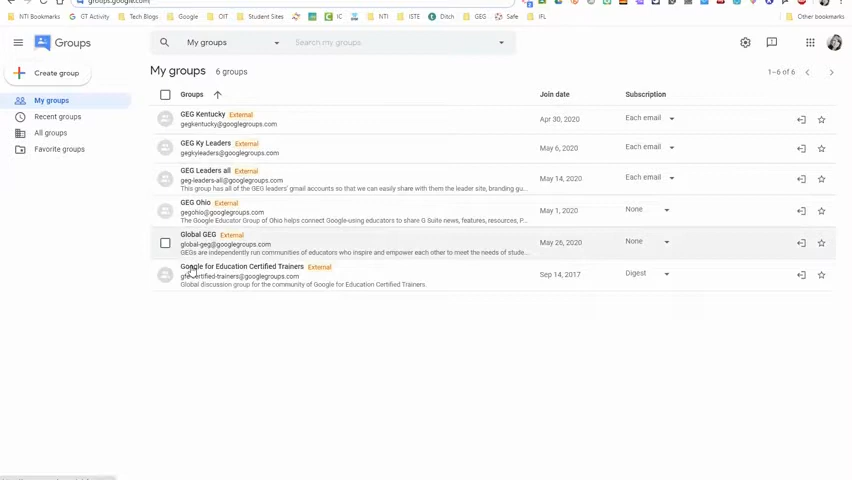 groups.google.com
NTI Bookmarks GT Activity Tech Blogs Google OIT Student Sites IC NTI ISTE Ditch GEG Safe IFL Other bookmarks
Groups My groups Search my groups
Create group
My groups 6 groups 1–6 of 6
My groups
Recent groups
All groups
Favorite groups
Groups Join date Subscription
GEG Kentucky External
gegkentucky@googlegroups.com Apr 30, 2020 Each email
GEG Ky Leaders External
gegkyleaders@googlegroups.com May 6, 2020 Each email
GEG Leaders all External
geg-leaders-all@googlegroups.com May 14, 2020 Each email
This group has all of the GEG leaders' gmail accounts so that we can easily share with them the leader site, branding gu...
GEG Ohio External
gegohio@googlegroups.com May 1, 2020 None
The Google Educator Group of Ohio helps connect Google-using educators to share G Suite news, features, resources, P...
Global GEG External
global-geg@googlegroups.com May 26, 2020 None
GEGs are independently run communities of educators who inspire and empower each other to meet the needs of stude...
Google for Education Certified Trainers External
certified-trainers@googlegroups.com Sep 14, 2017 Digest
Global discussion group for the community of Google for Education Certified Trainers.